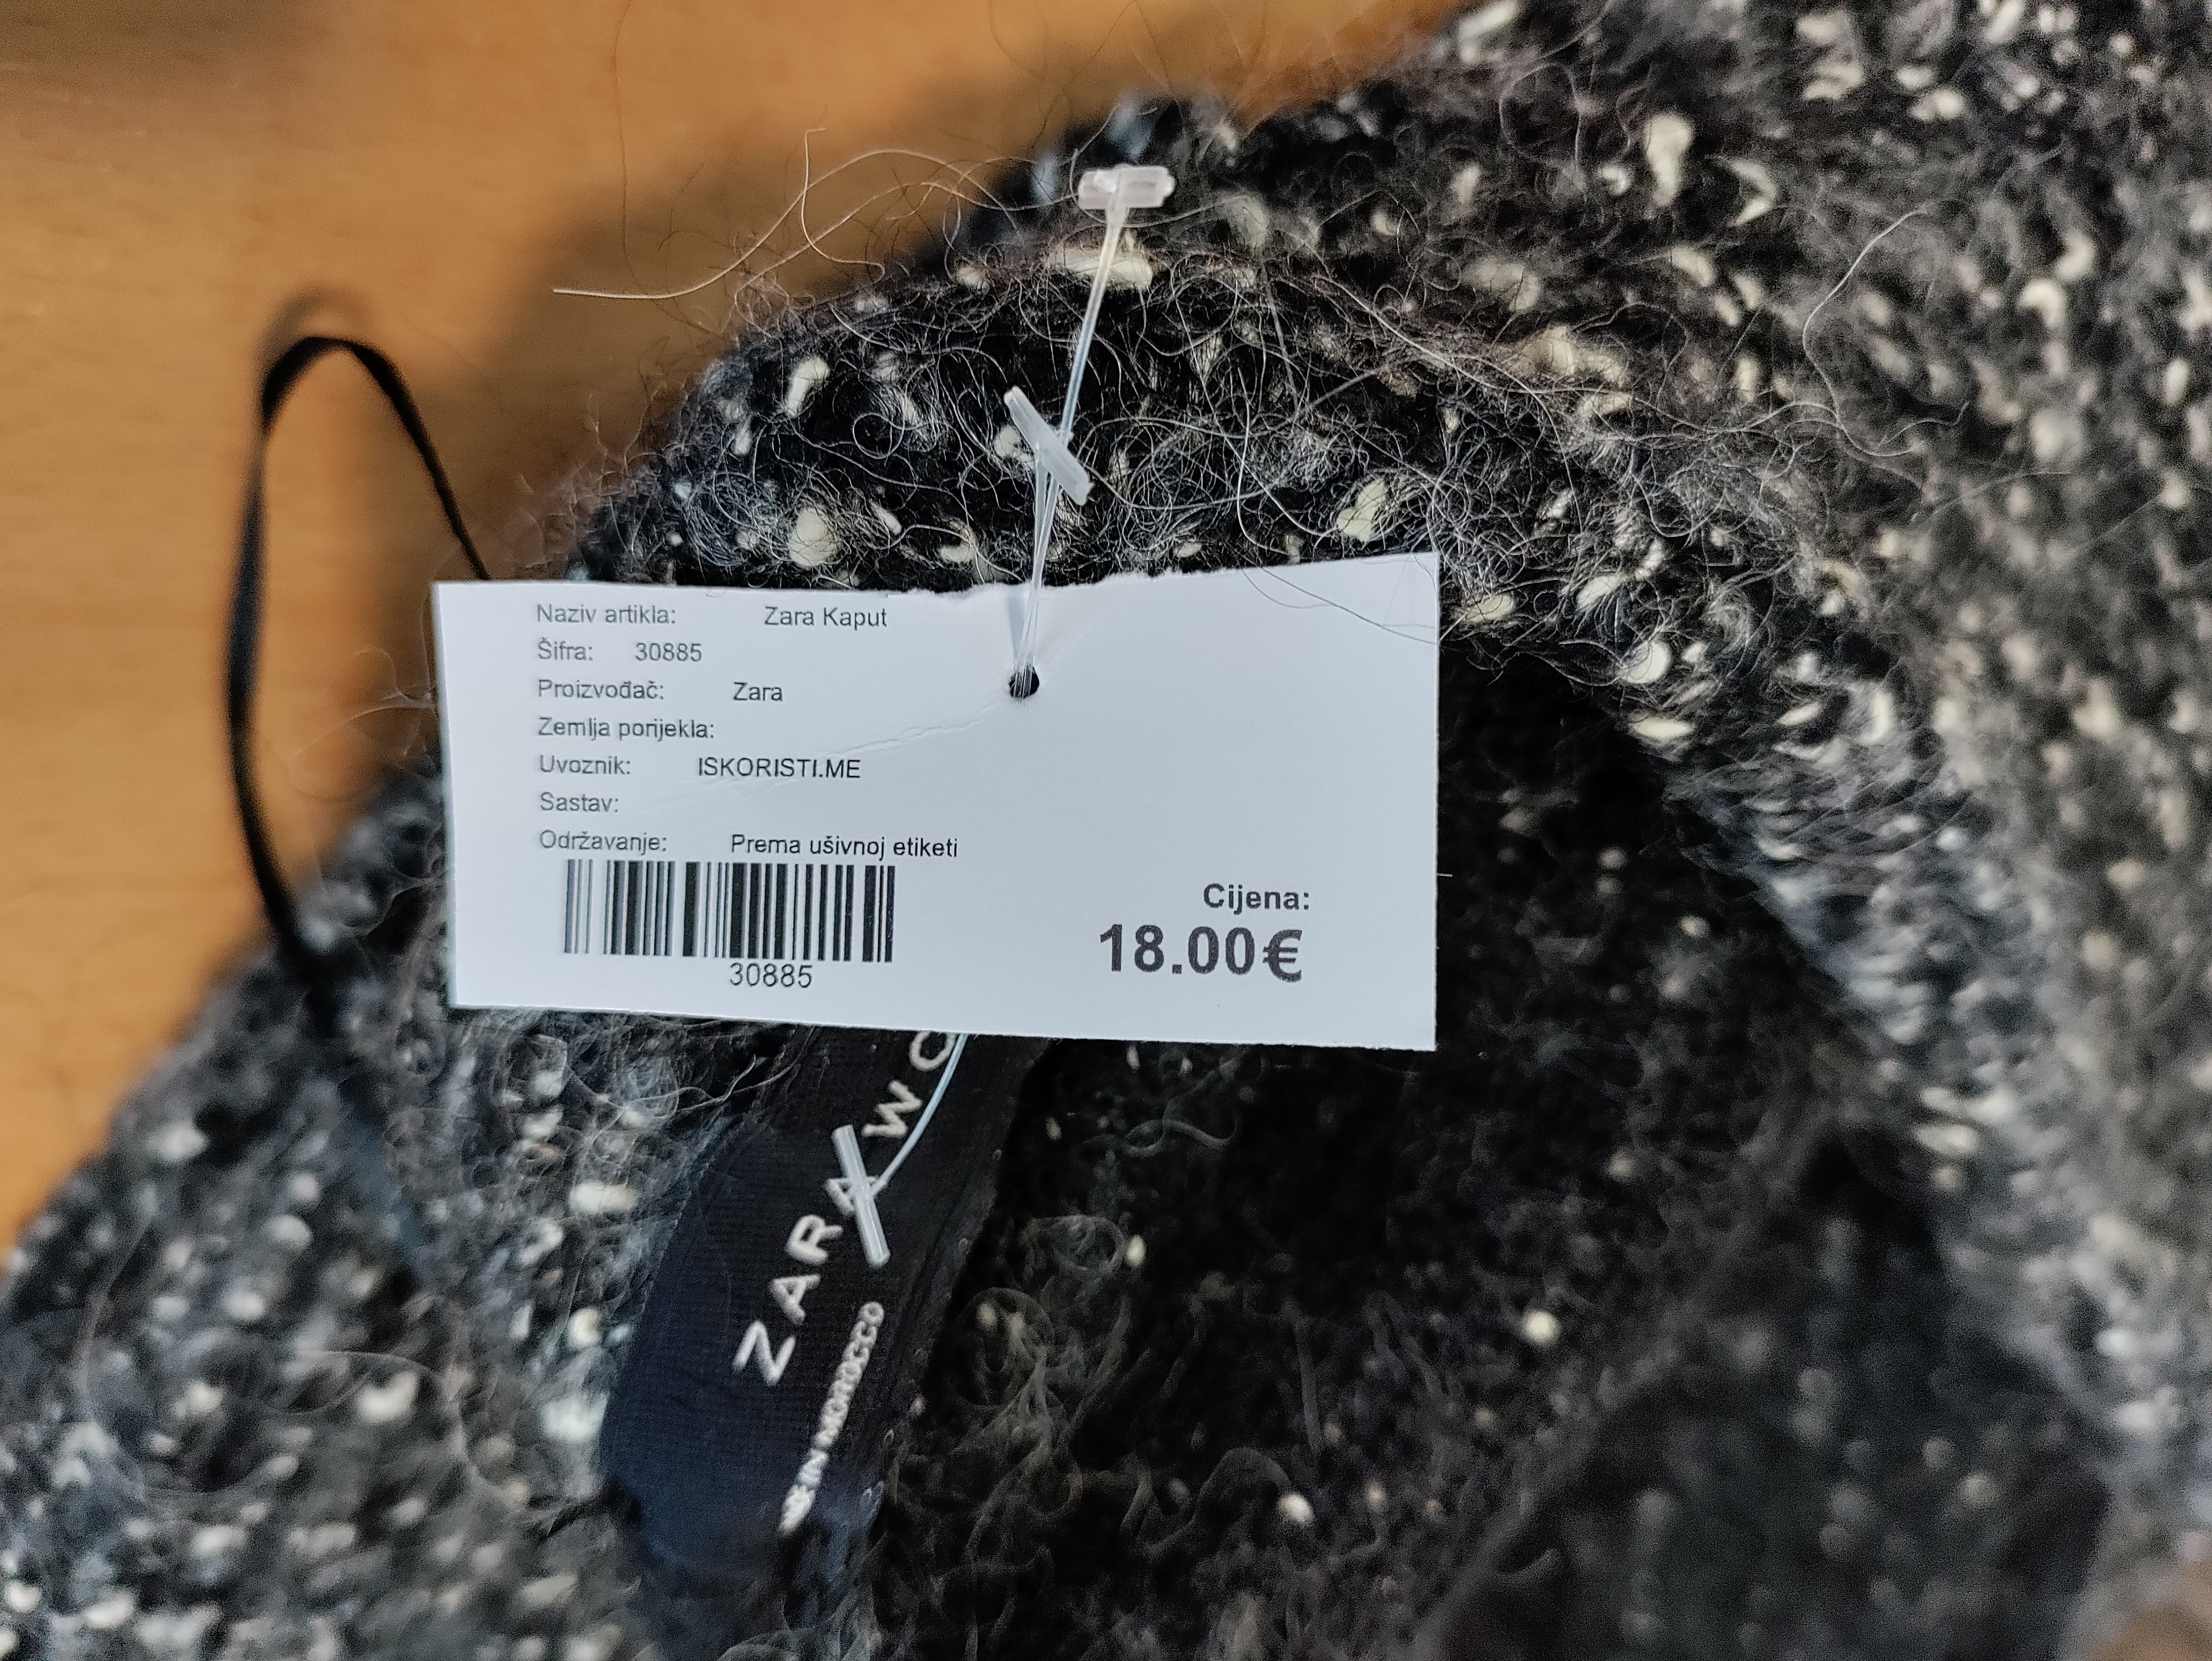 Naziv artikla: Zara Kaput
Šifra: 30885
Proizvođač: Zara
Zemlja porijekla:
Uvoznik: ISKORISTI.ME
Sastav:
Održavanje: Prema ušivnoj etiketi
30885
Cijena:
18.00€
ZARA WO
IN MOROCCO